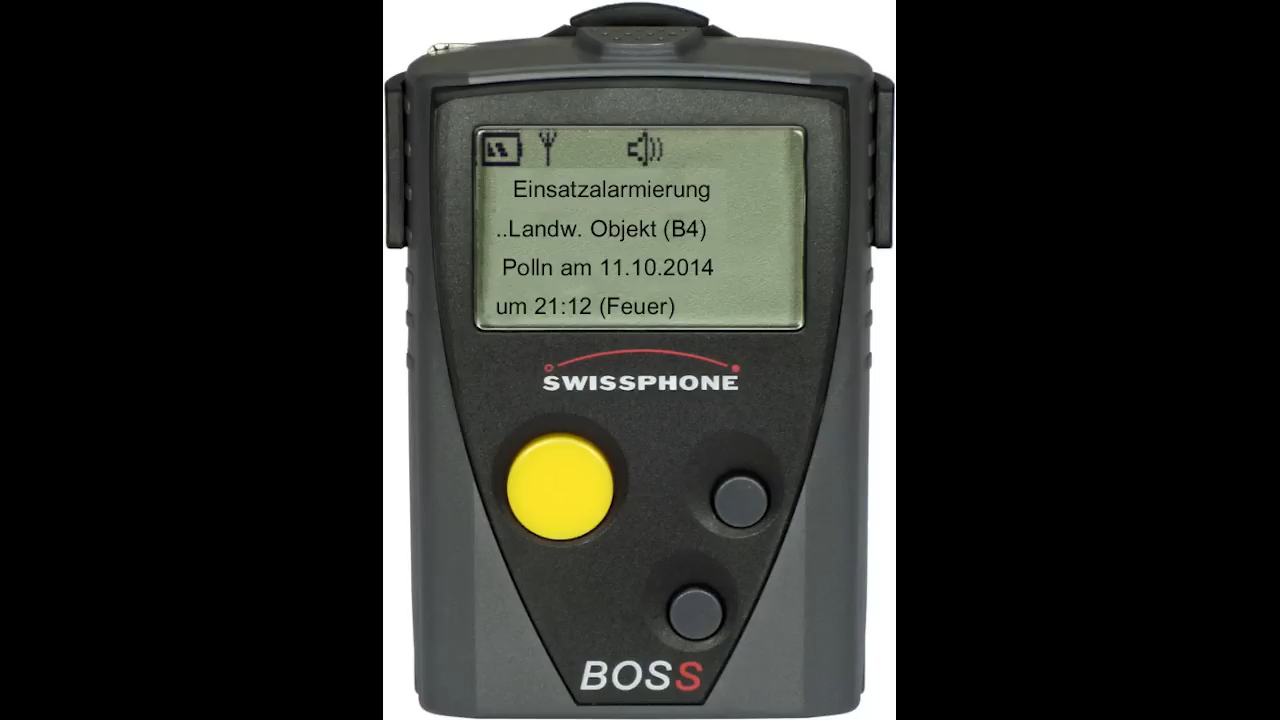 Einsatzalarmierung
..Landw. Objekt (B4)
Polln am 11.10.2014
um 21:12 (Feuer)
SWISSPHONE
BOSS